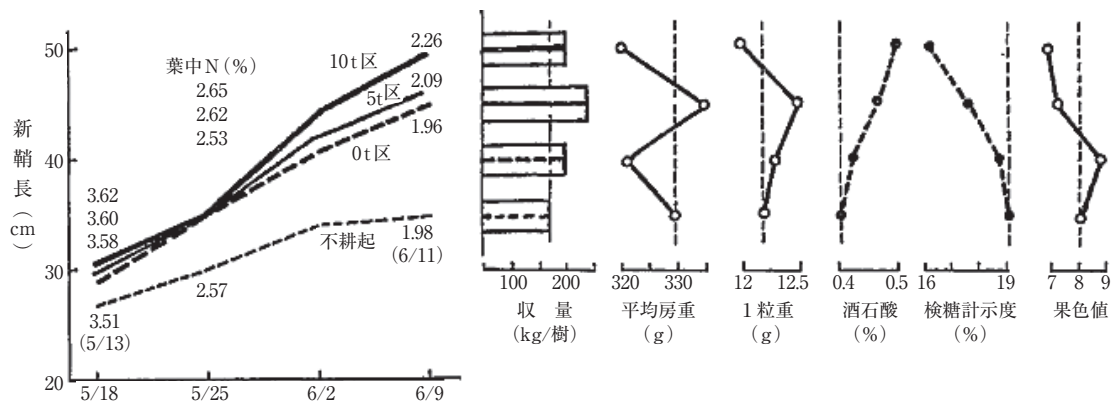 新鞘長(cm)
50
40
30
20
5/18
5/25
6/2
6/9
葉中N(%)
2.65
2.62
2.53
3.62
3.60
3.58
3.51
(5/13)
2.57
10t区
5t区
0t区
不耕起
2.26
2.09
1.96
1.98
(6/11)
100 200
収 量
(kg/樹)
320 330
平均房重
(g)
12 12.5
1粒重
(g)
0.4 0.5
酒石酸
(%)
16 19
検糖計示度
(%)
7 8 9
果色値